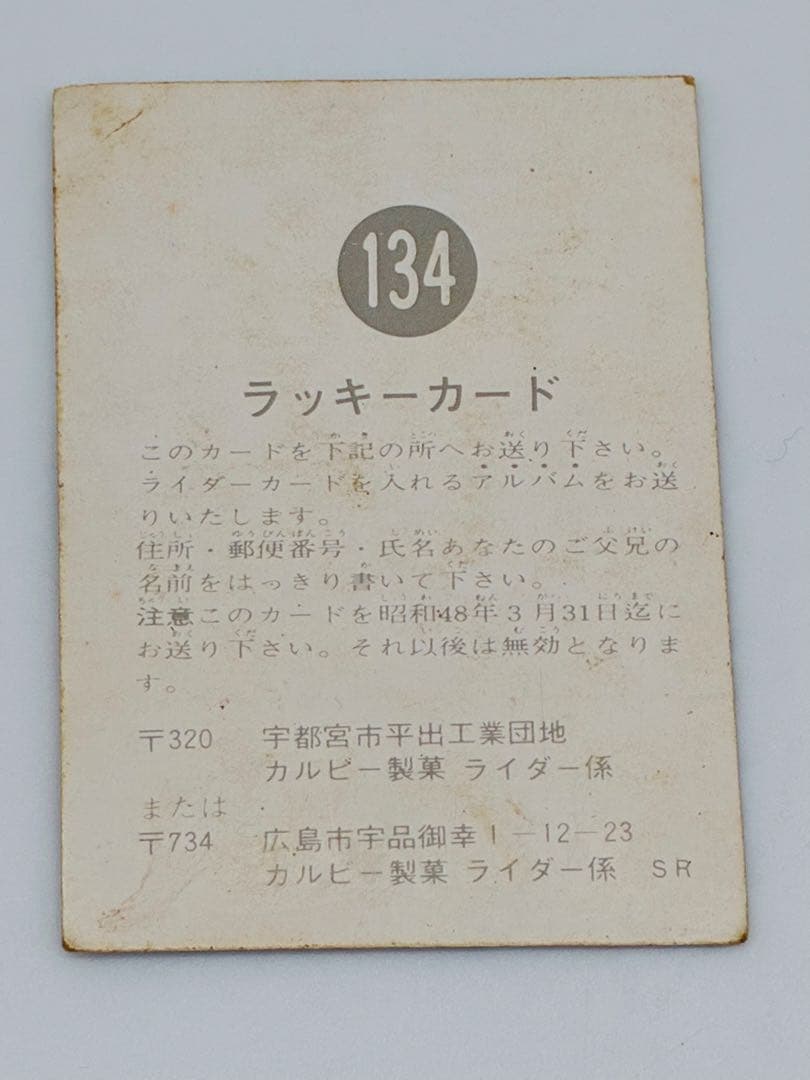 134
ラッキーカード
このカードを下記の所へお送り下さい。
ライダーカードを入れるアルバムをお送
りいたします。
住所・郵便番号・氏名あなたのご父兄の
名前をはっきり書いて下さい。
注意このカードを昭和48年3月31日迄に
お送り下さい。それ以後は無効となりま
す。
〒320 宇都宮市平出工業団地
カルビー製菓 ライダー係
または
〒734 広島市宇品御幸1-12-23
カルビー製菓 ライダー係 SR